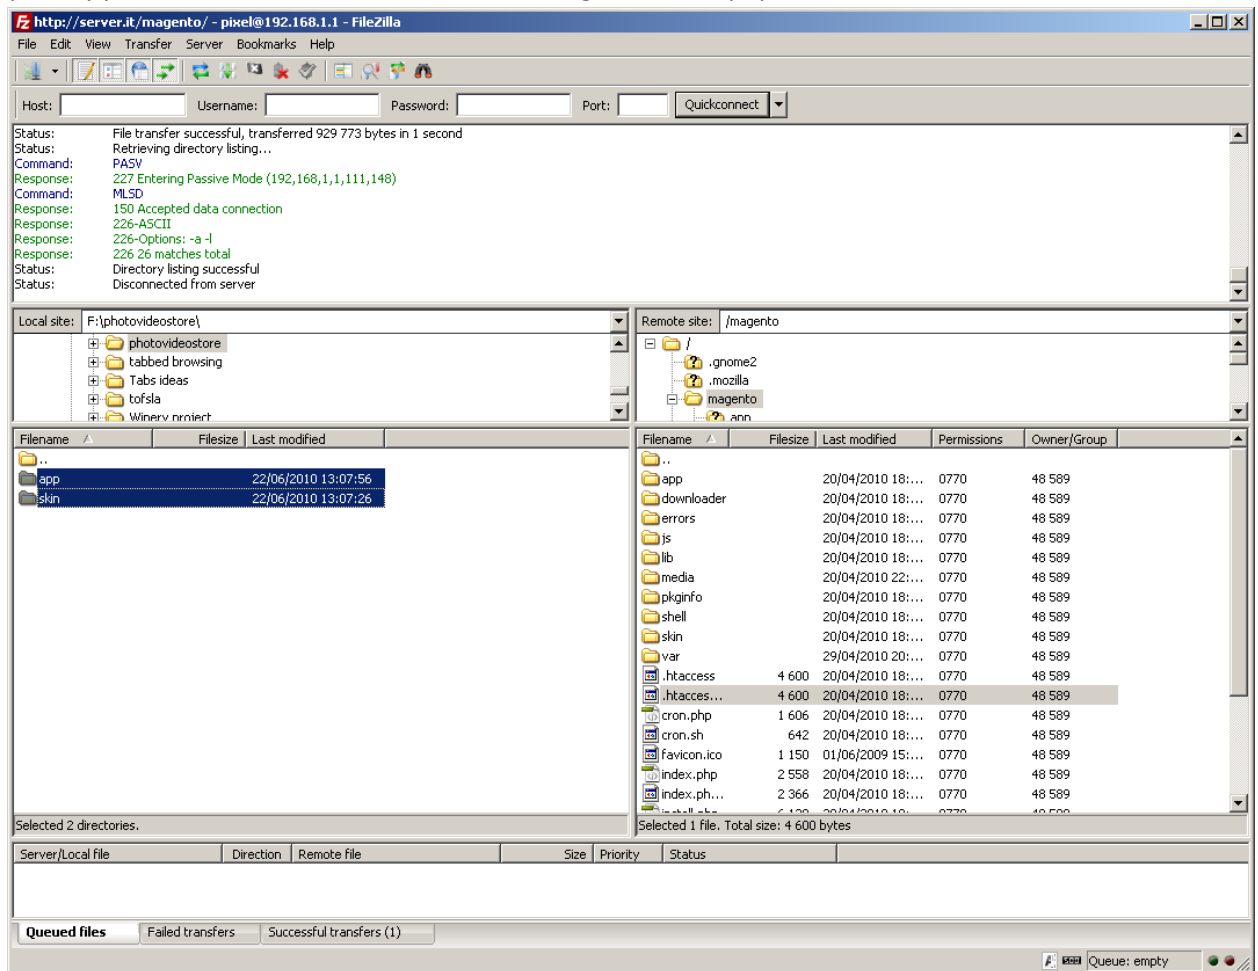 http://server.it/magento/ - pixel@192.168.1.1 - FileZilla
File Edit View Transfer Server Bookmarks Help
Host: Username: Password: Port: Quickconnect
Status: File transfer successful, transferred 929 773 bytes in 1 second
Status: Retrieving directory listing...
Command: PASV
Response: 227 Entering Passive Mode (192,168,1,1,111,148)
Command: MLSD
Response: 150 Accepted data connection
Response: 226-ASCII
Response: 226-Options: -a -l
Response: 226 26 matches total
Status: Directory listing successful
Status: Disconnected from server
Local site: F:\photovideostore\
photovideostore
tabbed browsing
Tabs ideas
tofsla
Winery project
Remote site: /magento
/
.gnome2
.mozilla
magento
app
Filename Filesize Last modified
..
app 22/06/2010 13:07:56
skin 22/06/2010 13:07:26
Selected 2 directories.
Filename Filesize Last modified Permissions Owner/Group
..
app 20/04/2010 18:... 0770 48 589
downloader 20/04/2010 18:... 0770 48 589
errors 20/04/2010 18:... 0770 48 589
js 20/04/2010 18:... 0770 48 589
lib 20/04/2010 18:... 0770 48 589
media 20/04/2010 22:... 0770 48 589
pkginfo 20/04/2010 18:... 0770 48 589
shell 20/04/2010 18:... 0770 48 589
skin 20/04/2010 18:... 0770 48 589
var 29/04/2010 20:... 0770 48 589
.htaccess 4 600 20/04/2010 18:... 0770 48 589
.htacces... 4 600 20/04/2010 18:... 0770 48 589
cron.php 1 606 20/04/2010 18:... 0770 48 589
cron.sh 642 20/04/2010 18:... 0770 48 589
favicon.ico 1 150 01/06/2009 15:... 0770 48 589
index.php 2 558 20/04/2010 18:... 0770 48 589
index.ph... 2 366 20/04/2010 18:... 0770 48 589
Selected 1 file. Total size: 4 600 bytes
Server/Local file Direction Remote file Size Priority Status
Queued files Failed transfers Successful transfers (1)
Queue: empty